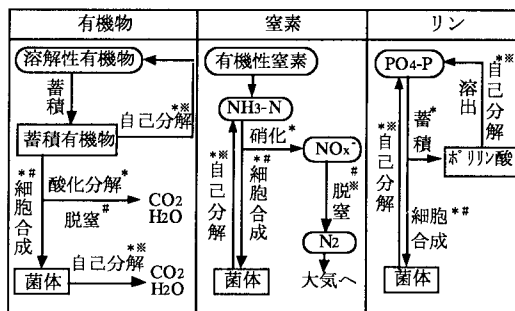 有機物
溶解性有機物
蓄積
自己分解*※
蓄積有機物
*#細胞合成
酸化分解*
脱窒#
CO2
H2O
自己分解*※
菌体
CO2
H2O
窒素
有機性窒素
NH3-N
硝化*
NOx-
*※自己分解
*#細胞合成
脱窒#※
N2
菌体
大気へ
リン
PO4-P
*※自己分解
蓄積*
溶出
*※自己分解
ポリリン酸
細胞*#
合成
菌体